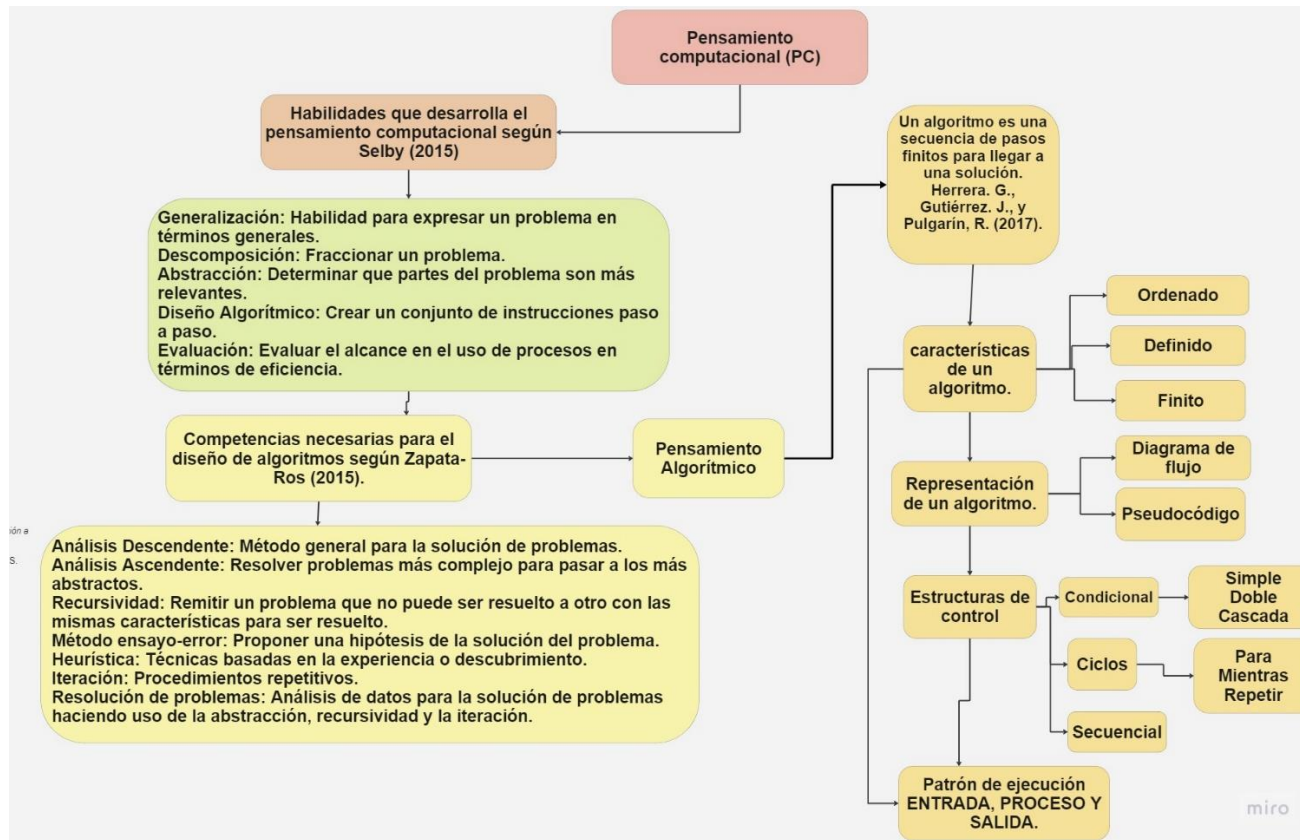 Pensamiento
computacional (PC)
Habilidades que desarrolla el
pensamiento computacional según
Selby (2015)
Generalización: Habilidad para expresar un problema en
términos generales.
Descomposición: Fraccionar un problema.
Abstracción: Determinar que partes del problema son más
relevantes.
Diseño Algorítmico: Crear un conjunto de instrucciones paso
a paso.
Evaluación: Evaluar el alcance en el uso de procesos en
términos de eficiencia.
Competencias necesarias para el
diseño de algoritmos según Zapata-
Ros (2015).
Pensamiento
Algorítmico
ión a
s.
Análisis Descendente: Método general para la solución de problemas.
Análisis Ascendente: Resolver problemas más complejo para pasar a los más
abstractos.
Recursividad: Remitir un problema que no puede ser resuelto a otro con las
mismas características para ser resuelto.
Método ensayo-error: Proponer una hipótesis de la solución del problema.
Heurística: Técnicas basadas en la experiencia o descubrimiento.
Iteración: Procedimientos repetitivos.
Resolución de problemas: Análisis de datos para la solución de problemas
haciendo uso de la abstracción, recursividad y la iteración.
Un algoritmo es una
secuencia de pasos
finitos para llegar a
una solución.
Herrera. G.,
Gutiérrez. J., y
Pulgarín, R. (2017).
características
de un
algoritmo.
Ordenado
Definido
Finito
Representación
de un algoritmo.
Diagrama de
flujo
Pseudocódigo
Estructuras de
control
Condicional
Simple
Doble
Cascada
Ciclos
Para
Mientras
Repetir
Secuencial
Patrón de ejecución
ENTRADA, PROCESO Y
SALIDA.
miro